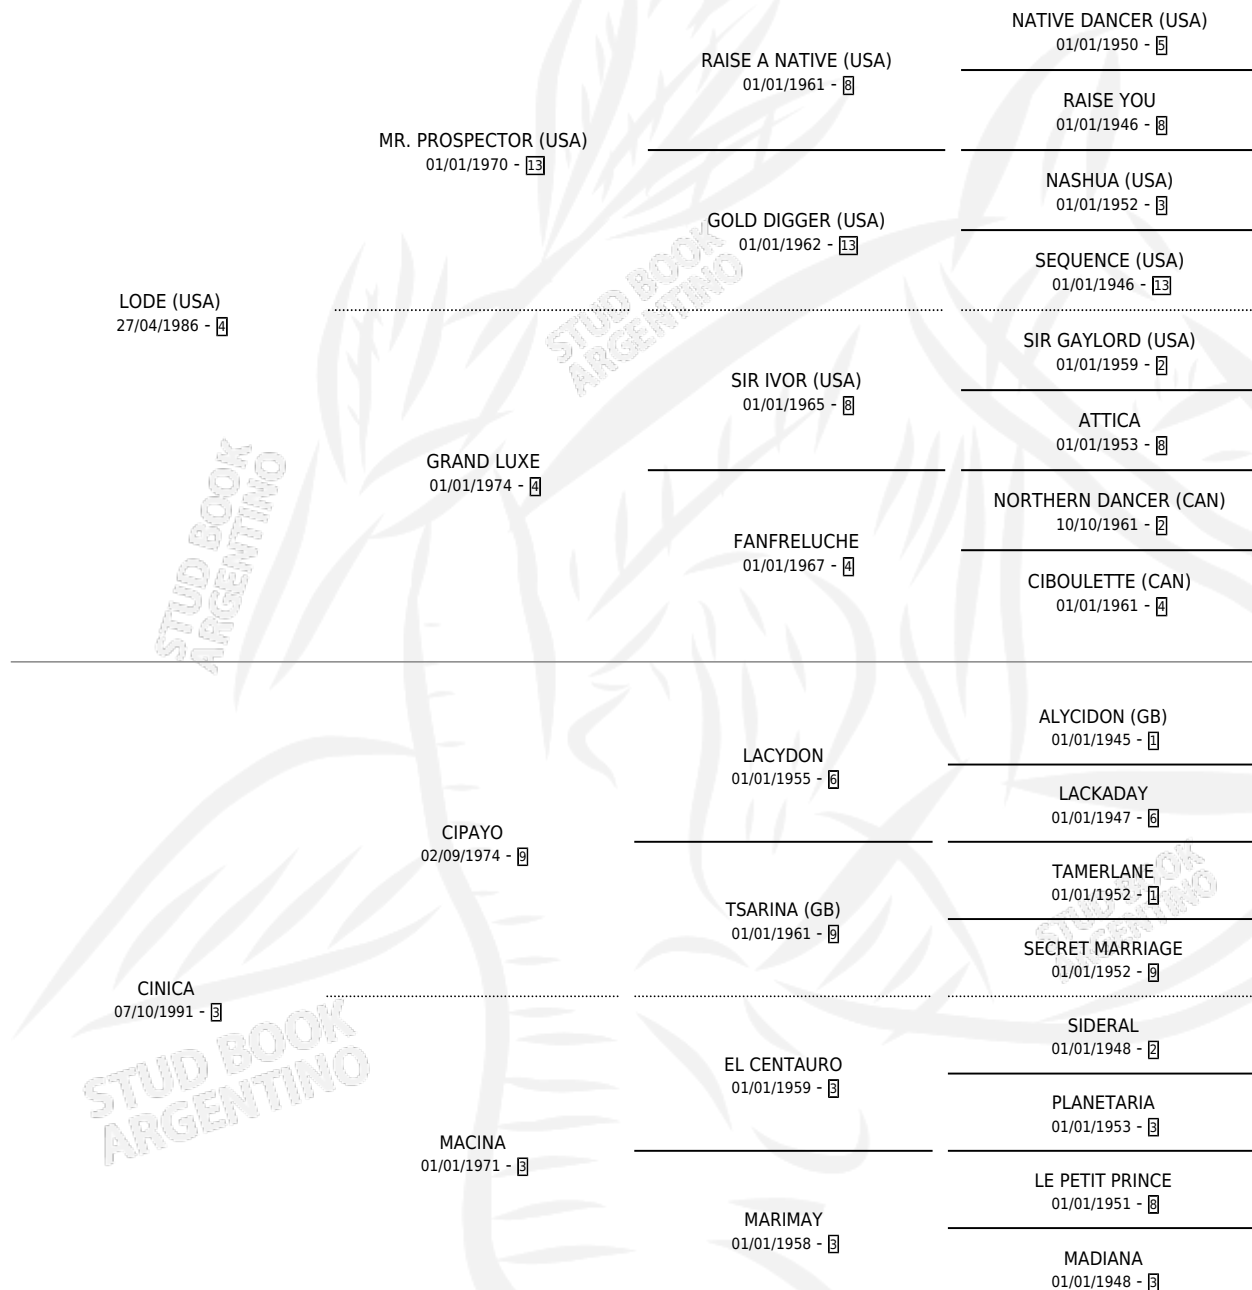 NATIVE DANCER (USA)
01/01/1950 - 5
RAISE A NATIVE (USA)
01/01/1961 - 8
RAISE YOU
01/01/1946 - 8
MR. PROSPECTOR (USA)
01/01/1970 - 13
NASHUA (USA)
01/01/1952 - 3
GOLD DIGGER (USA)
01/01/1962 - 13
SEQUENCE (USA)
01/01/1946 - 13
LODE (USA)
27/04/1986 - 4
SIR GAYLORD (USA)
01/01/1959 - 2
SIR IVOR (USA)
01/01/1965 - 8
ATTICA
01/01/1953 - 8
GRAND LUXE
01/01/1974 - 4
NORTHERN DANCER (CAN)
10/10/1961 - 2
FANFRELUCHE
01/01/1967 - 4
CIBOULETTE (CAN)
01/01/1961 - 4
ALYCIDON (GB)
01/01/1945 - 1
LACYDON
01/01/1955 - 6
LACKADAY
01/01/1947 - 6
CIPAYO
02/09/1974 - 9
TAMERLANE
01/01/1952 - 1
TSARINA (GB)
01/01/1961 - 9
SECRET MARRIAGE
01/01/1952 - 9
CINICA
07/10/1991 - 3
SIDERAL
01/01/1948 - 2
EL CENTAURO
01/01/1959 - 3
PLANETARIA
01/01/1953 - 3
MACINA
01/01/1971 - 3
LE PETIT PRINCE
01/01/1951 - 8
MARIMAY
01/01/1958 - 3
MADIANA
01/01/1948 - 3
STUD BOOK
ARGENTINO
STUD BOOK
ARGENTINO
STUD BOOK
ARGENTINO
STUD BOOK
ARGENTINO